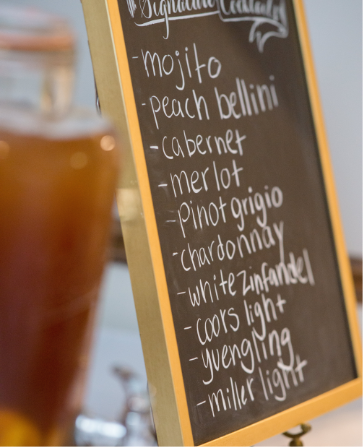 Signature Cocktails
-mojito
-peach bellini
-cabernet
-merlot
-pinot grigio
-chardonnay
-white zinfandel
-coors light
-yuengling
-miller light